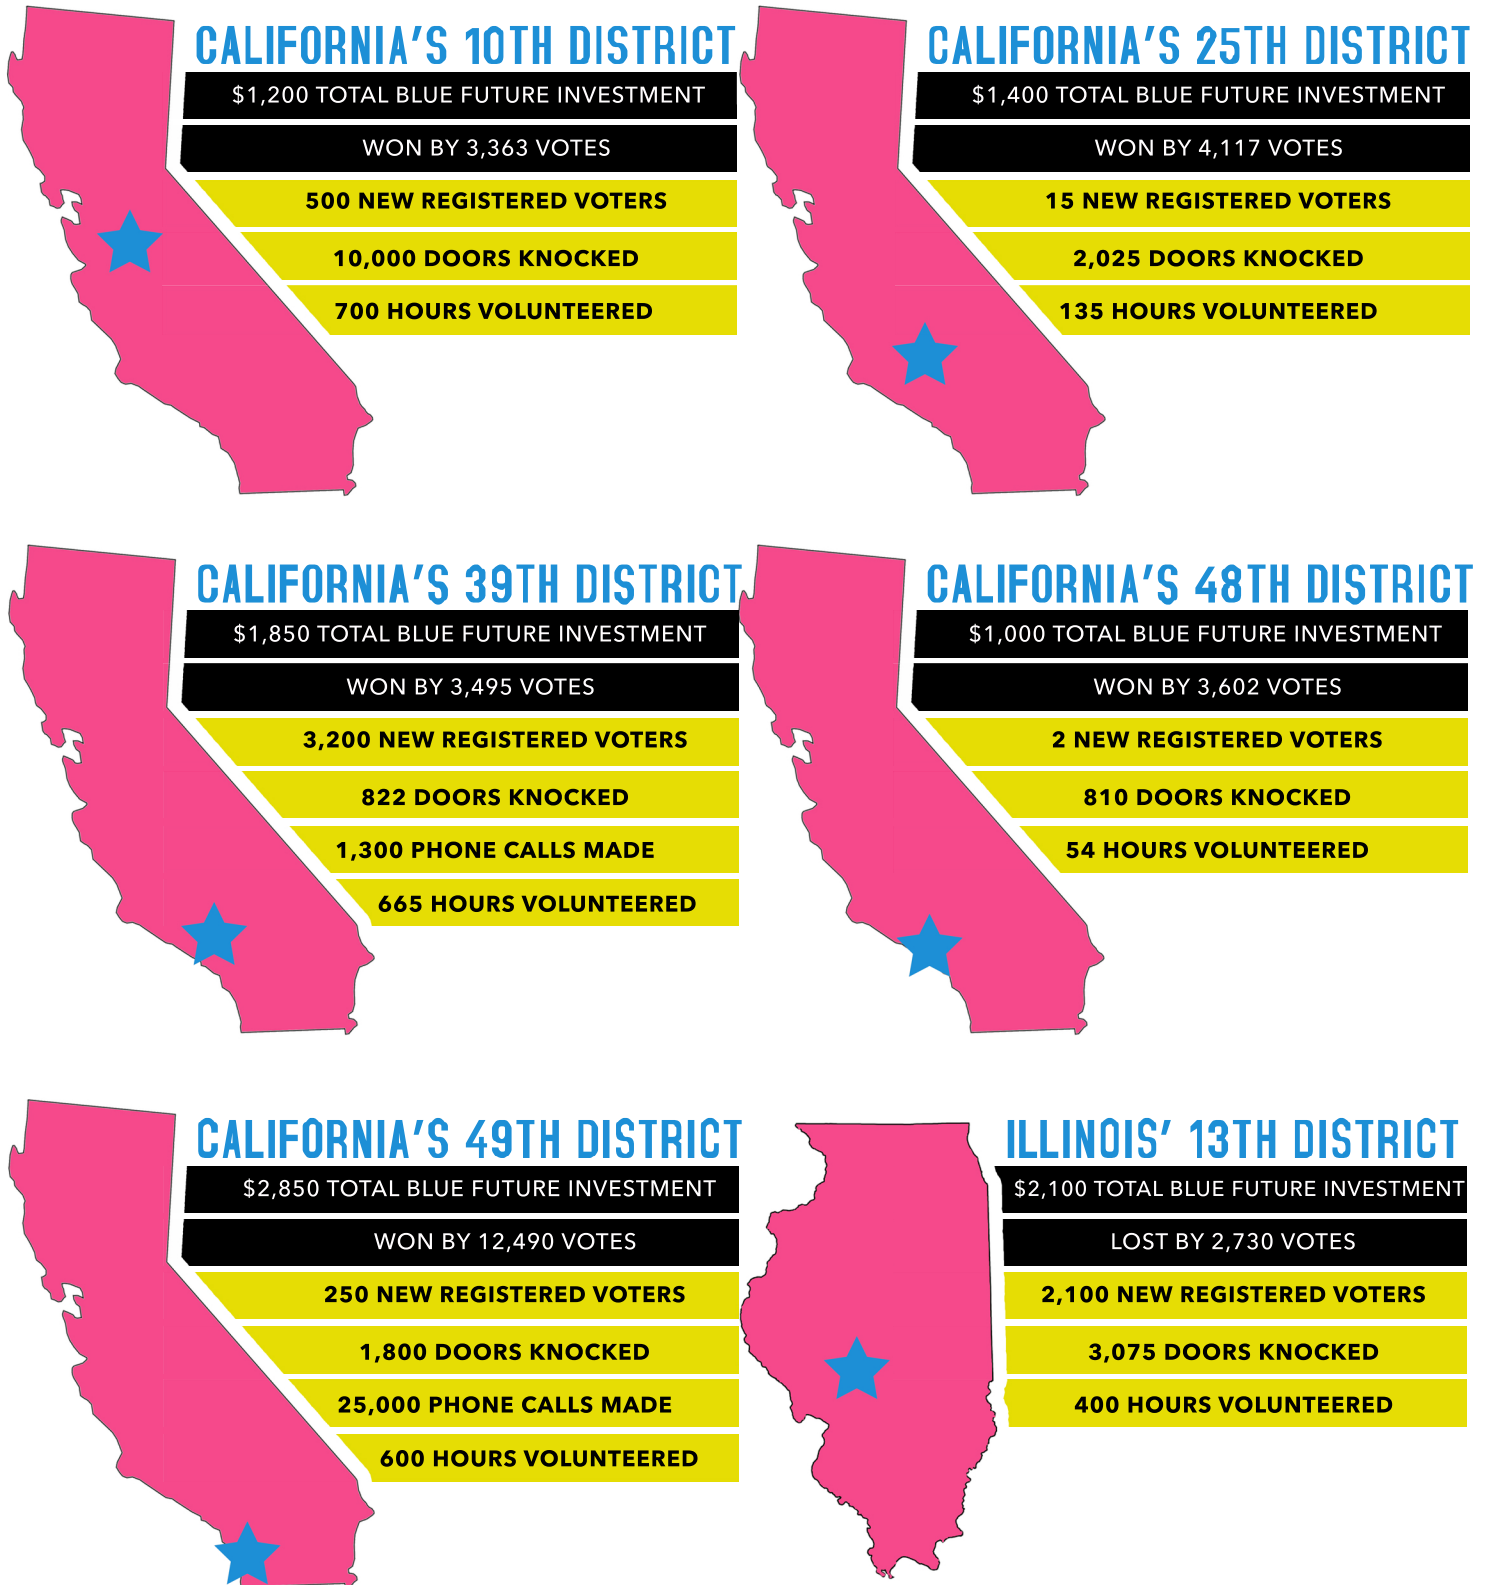 CALIFORNIA'S 10TH DISTRICT
$1,200 TOTAL BLUE FUTURE INVESTMENT
WON BY 3,363 VOTES
500 NEW REGISTERED VOTERS
10,000 DOORS KNOCKED
700 HOURS VOLUNTEERED
CALIFORNIA'S 25TH DISTRICT
$1,400 TOTAL BLUE FUTURE INVESTMENT
WON BY 4,117 VOTES
15 NEW REGISTERED VOTERS
2,025 DOORS KNOCKED
135 HOURS VOLUNTEERED
CALIFORNIA'S 39TH DISTRICT
$1,850 TOTAL BLUE FUTURE INVESTMENT
WON BY 3,495 VOTES
3,200 NEW REGISTERED VOTERS
822 DOORS KNOCKED
1,300 PHONE CALLS MADE
665 HOURS VOLUNTEERED
CALIFORNIA'S 48TH DISTRICT
$1,000 TOTAL BLUE FUTURE INVESTMENT
WON BY 3,602 VOTES
2 NEW REGISTERED VOTERS
810 DOORS KNOCKED
54 HOURS VOLUNTEERED
CALIFORNIA'S 49TH DISTRICT
$2,850 TOTAL BLUE FUTURE INVESTMENT
WON BY 12,490 VOTES
250 NEW REGISTERED VOTERS
1,800 DOORS KNOCKED
25,000 PHONE CALLS MADE
600 HOURS VOLUNTEERED
ILLINOIS' 13TH DISTRICT
$2,100 TOTAL BLUE FUTURE INVESTMENT
LOST BY 2,730 VOTES
2,100 NEW REGISTERED VOTERS
3,075 DOORS KNOCKED
400 HOURS VOLUNTEERED